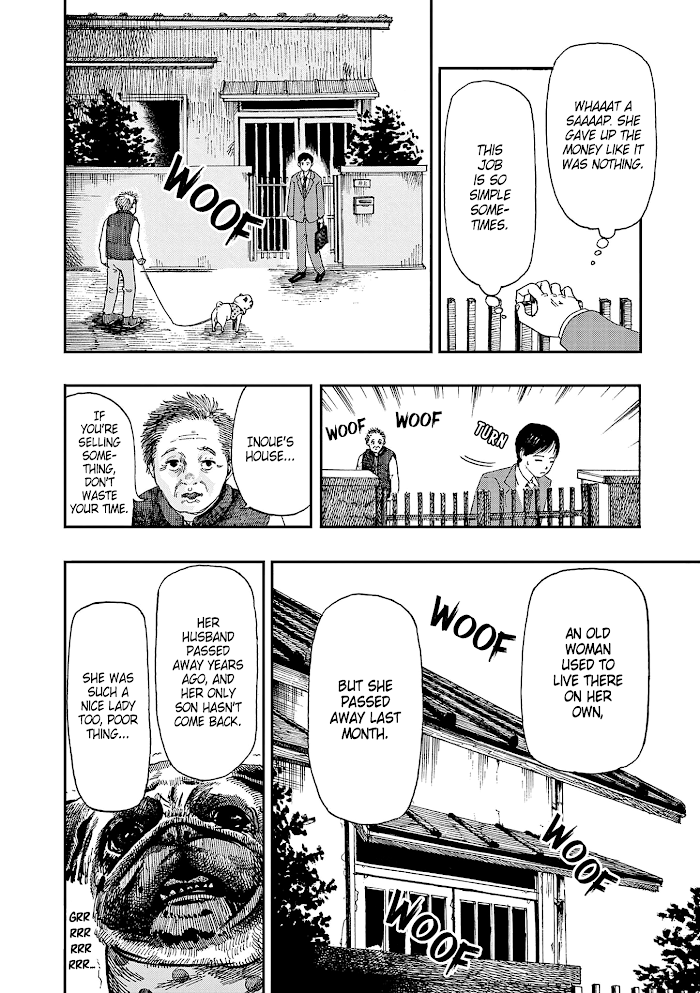 WHAAAT A
SAAAAP. SHE
GAVE UP THE
MONEY LIKE IT
WAS NOTHING.
THIS
JOB
IS SO
SIMPLE
SOME-
TIMES.
WOOF
TURN
WOOF
WOOF
INOUE'S
HOUSE...
IF
YOU'RE
SELLING
SOME-
THING,
DON'T
WASTE
YOUR TIME.
AN OLD
WOMAN
USED TO
LIVE THERE
ON HER
OWN,
WOOF
BUT SHE
PASSED
AWAY LAST
MONTH.
WOOF
WOOF
HER
HUSBAND
PASSED
AWAY YEARS
AGO, AND
HER ONLY
SON HASN'T
COME BACK.
SHE WAS
SUCH A
NICE LADY
TOO, POOR
THING...
GRR
RRR
RRR
RRR...